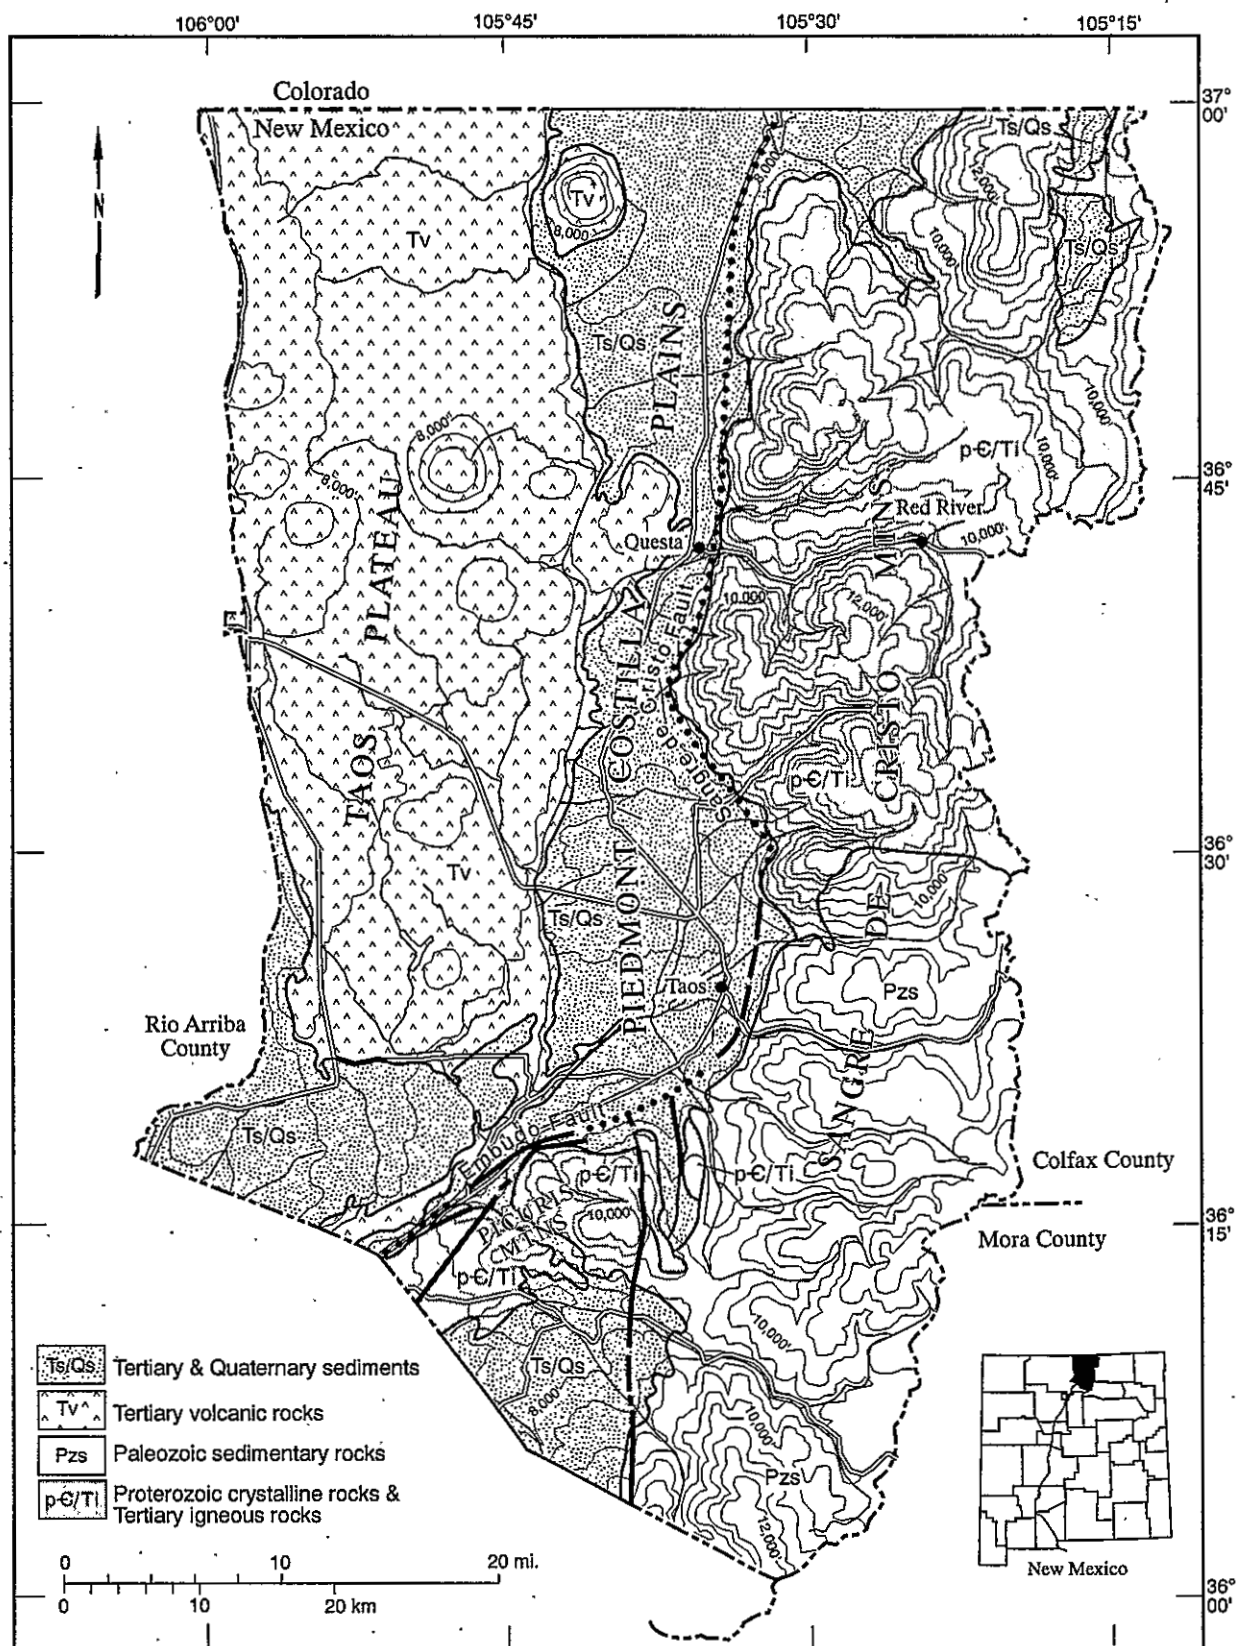 106°00' 105°45' 105°30' 105°15'
Colorado
New Mexico
37°
00'
N
Ts/Qs
12,000'
8,000'
Tv
8,000'
Tv
10,000'
Ts/Qs
Ts/Qs
PLAINS
10,000'
8,000'
p-Є/Ti
10,000'
36°
45'
8,000'
Red River
Questa
10,000'
MTNS
PLATEAU
10,000'
12,000'
COSTILLA
Sangre de Cristo Fault
CRISTO
p-Є/Ti
TAOS
36°
30'
Tv
10,000'
Ts/Qs
DE
PIEDMONT
Taos
Pzs
Rio Arriba
County
SANGRE
Embudo Fault
Ts/Qs
p-Є/Ti
p-Є/Ti
Colfax County
PICURIS
MTNS
10,000'
36°
15'
Mora County
p-Є/Ti
10,000'
Ts/Qs
8,000'
10,000'
Pzs
12,000'
Ts/Qs Tertiary & Quaternary sediments
Tv Tertiary volcanic rocks
Pzs Paleozoic sedimentary rocks
p-Є/Ti Proterozoic crystalline rocks &
Tertiary igneous rocks
0 10 20 mi.
0 10 20 km
New Mexico
36°
00'